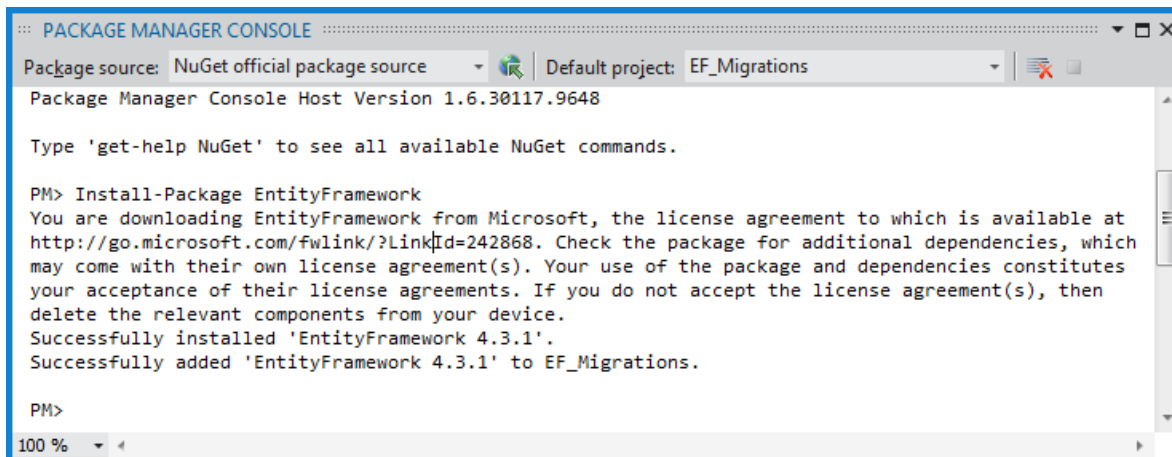 PACKAGE MANAGER CONSOLE
Package source: NuGet official package source Default project: EF_Migrations
Package Manager Console Host Version 1.6.30117.9648
Type 'get-help NuGet' to see all available NuGet commands.
PM> Install-Package EntityFramework
You are downloading EntityFramework from Microsoft, the license agreement to which is available at
http://go.microsoft.com/fwlink/?LinkId=242868. Check the package for additional dependencies, which
may come with their own license agreement(s). Your use of the package and dependencies constitutes
your acceptance of their license agreements. If you do not accept the license agreement(s), then
delete the relevant components from your device.
Successfully installed 'EntityFramework 4.3.1'.
Successfully added 'EntityFramework 4.3.1' to EF_Migrations.
PM>
100 %